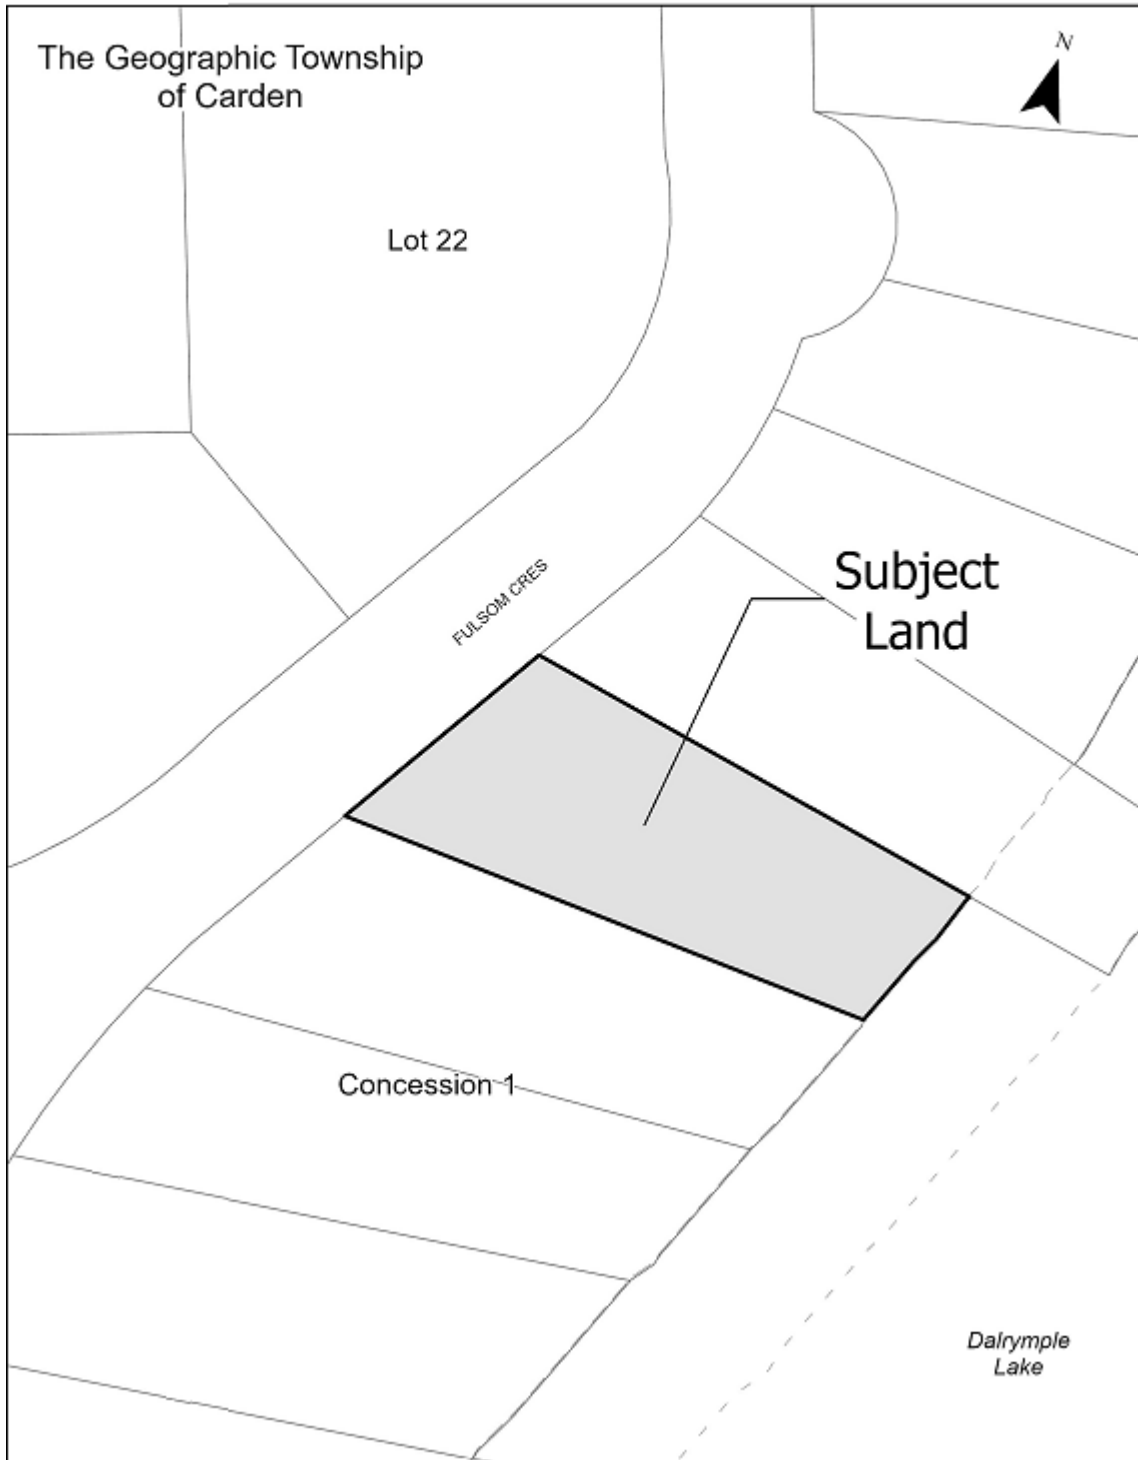 The Geographic Township
of Carden
N
Lot 22
Subject
Land
FULSOM CRES
Concession 1
Dalrymple
Lake